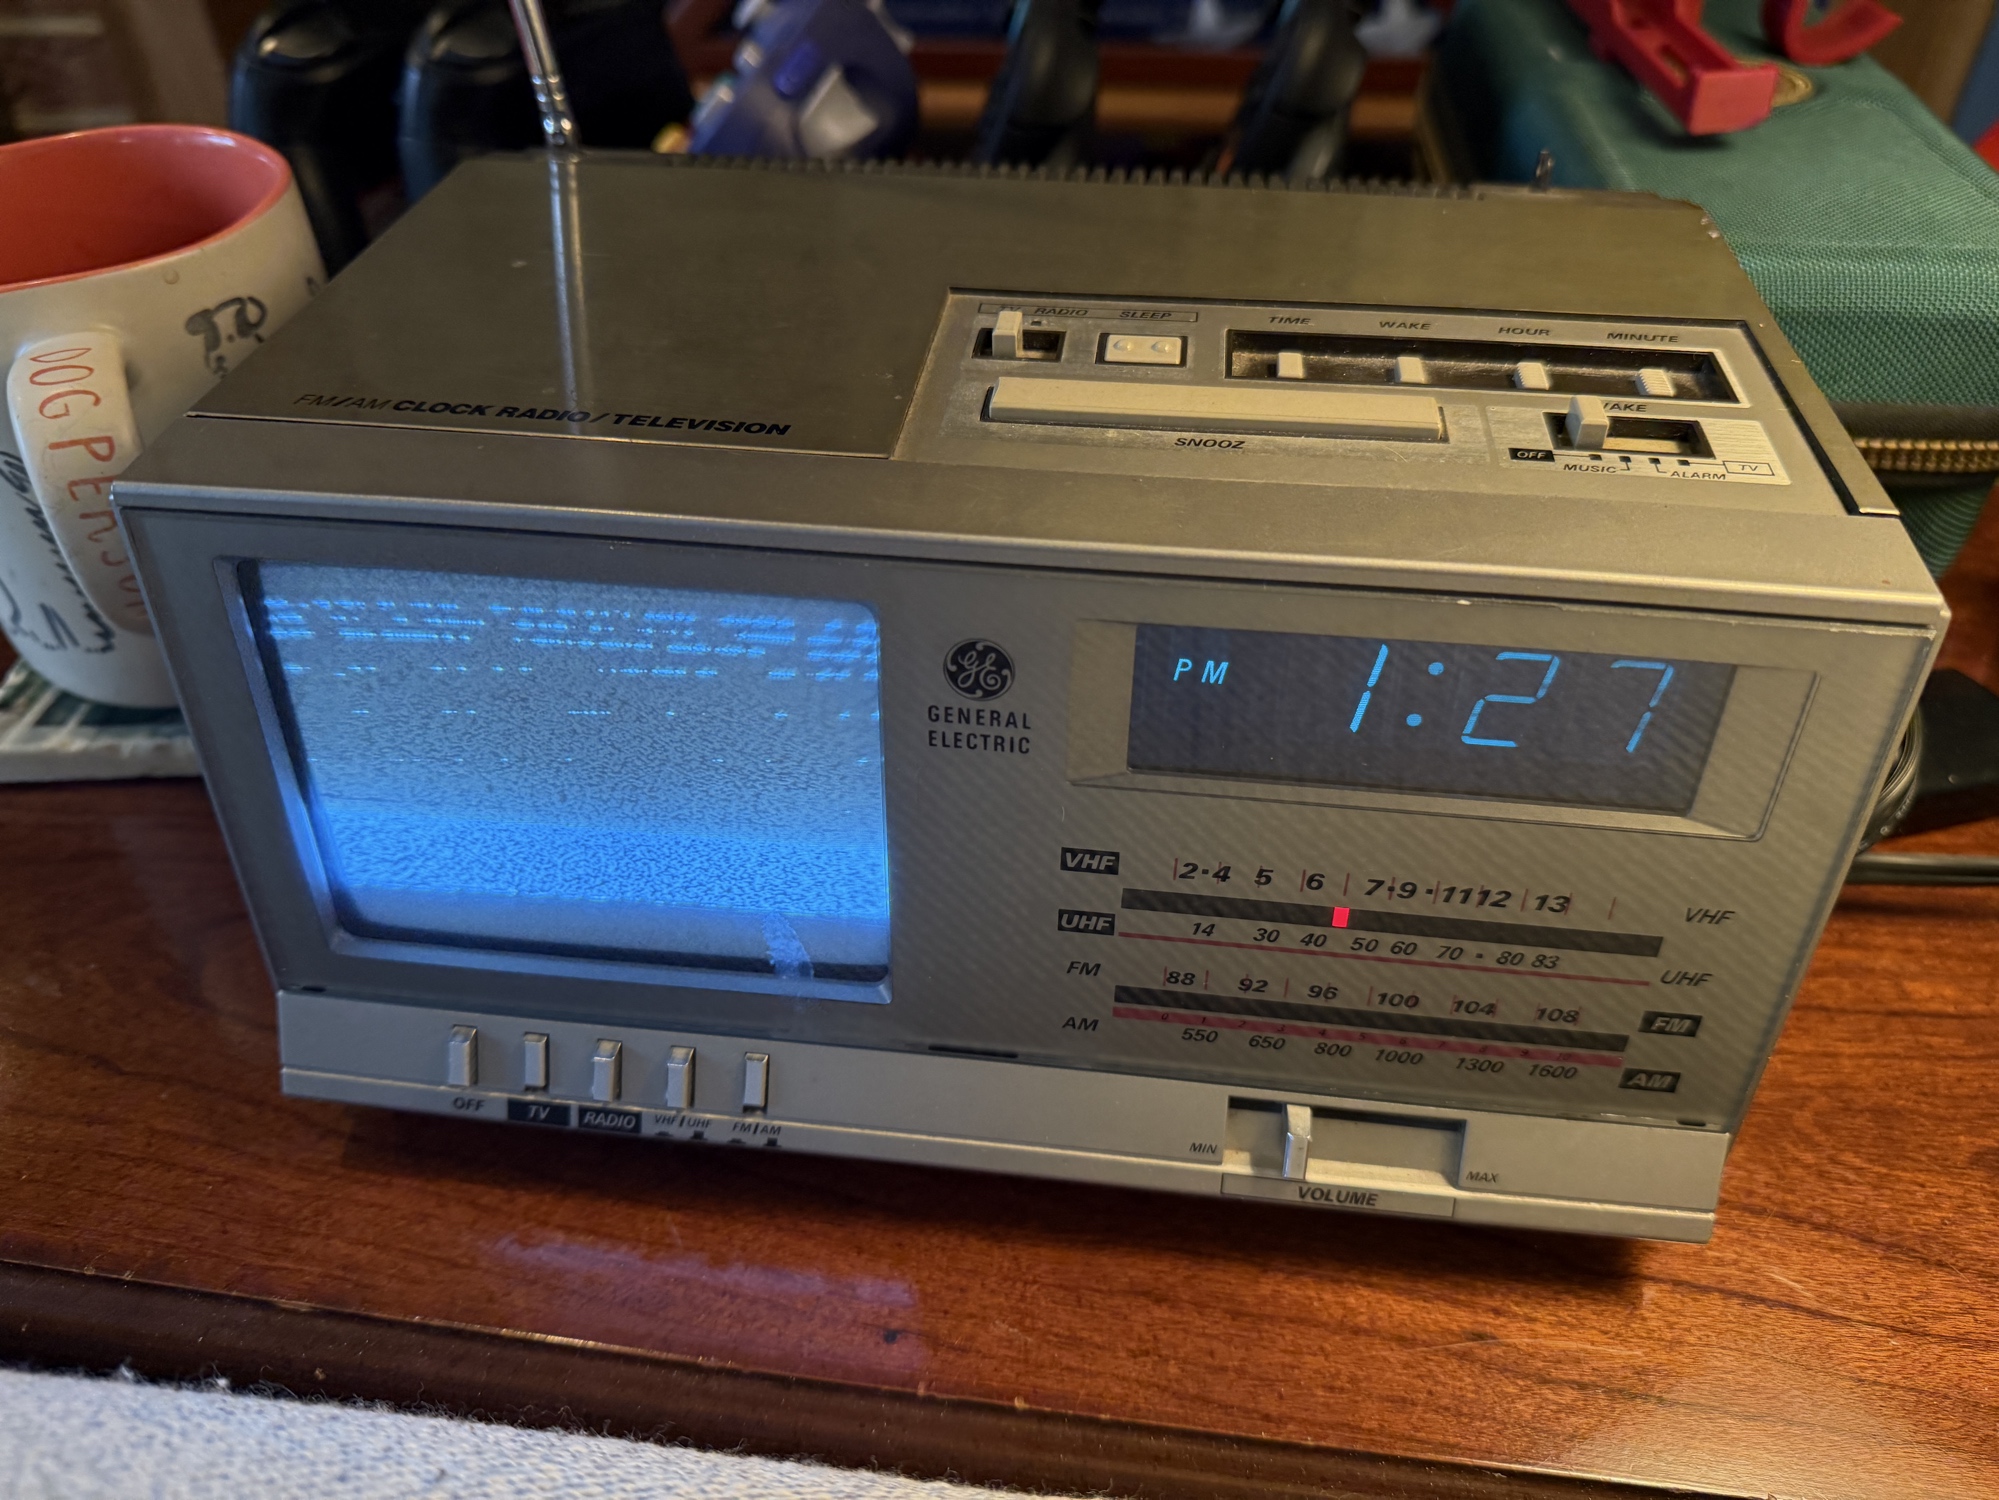 TV RADIO SLEEP
TIME WAKE HOUR MINUTE
SNOOZ
WAKE
OFF MUSIC ALARM TV
FM/AM CLOCK RADIO / TELEVISION
DOG PERSON
GE
GENERAL
ELECTRIC
PM 1:27
VHF 2·4 5 6 7·9·1112 13 VHF
UHF 14 30 40 50 60 70 · 80 83 UHF
FM 88 92 96 100 104 108 FM
AM 550 650 800 1000 1300 1600 AM
OFF TV RADIO VHF|UHF FM|AM
MIN MAX
VOLUME